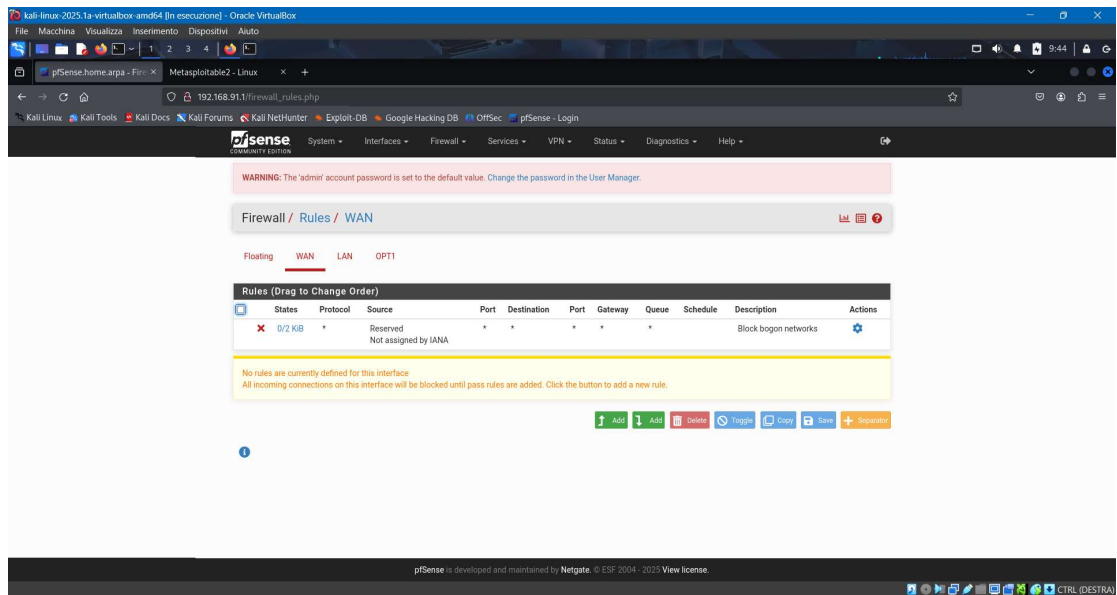 kali-linux-2025.1a-virtualbox-amd64 [In esecuzione] - Oracle VirtualBox
File Macchina Visualizza Inserimento Dispositivi Aiuto
1 2 3 4 9:44
pfSense.home.arpa - Fire × Metasploitable2 - Linux × +
192.168.91.1/firewall_rules.php
Kali Linux Kali Tools Kali Docs Kali Forums Kali NetHunter Exploit-DB Google Hacking DB OffSec pfSense - Login
pfsense System Interfaces Firewall Services VPN Status Diagnostics Help
COMMUNITY EDITION
WARNING: The 'admin' account password is set to the default value. Change the password in the User Manager.
Firewall / Rules / WAN
Floating WAN LAN OPT1
Rules (Drag to Change Order)
States Protocol Source Port Destination Port Gateway Queue Schedule Description Actions
0/2 KiB * Reserved * * * * * Block bogon networks
Not assigned by IANA
No rules are currently defined for this interface
All incoming connections on this interface will be blocked until pass rules are added. Click the button to add a new rule.
Add Add Delete Toggle Copy Save Separator
pfSense is developed and maintained by Netgate. © ESF 2004 - 2025 View license.
CTRL (DESTRA)